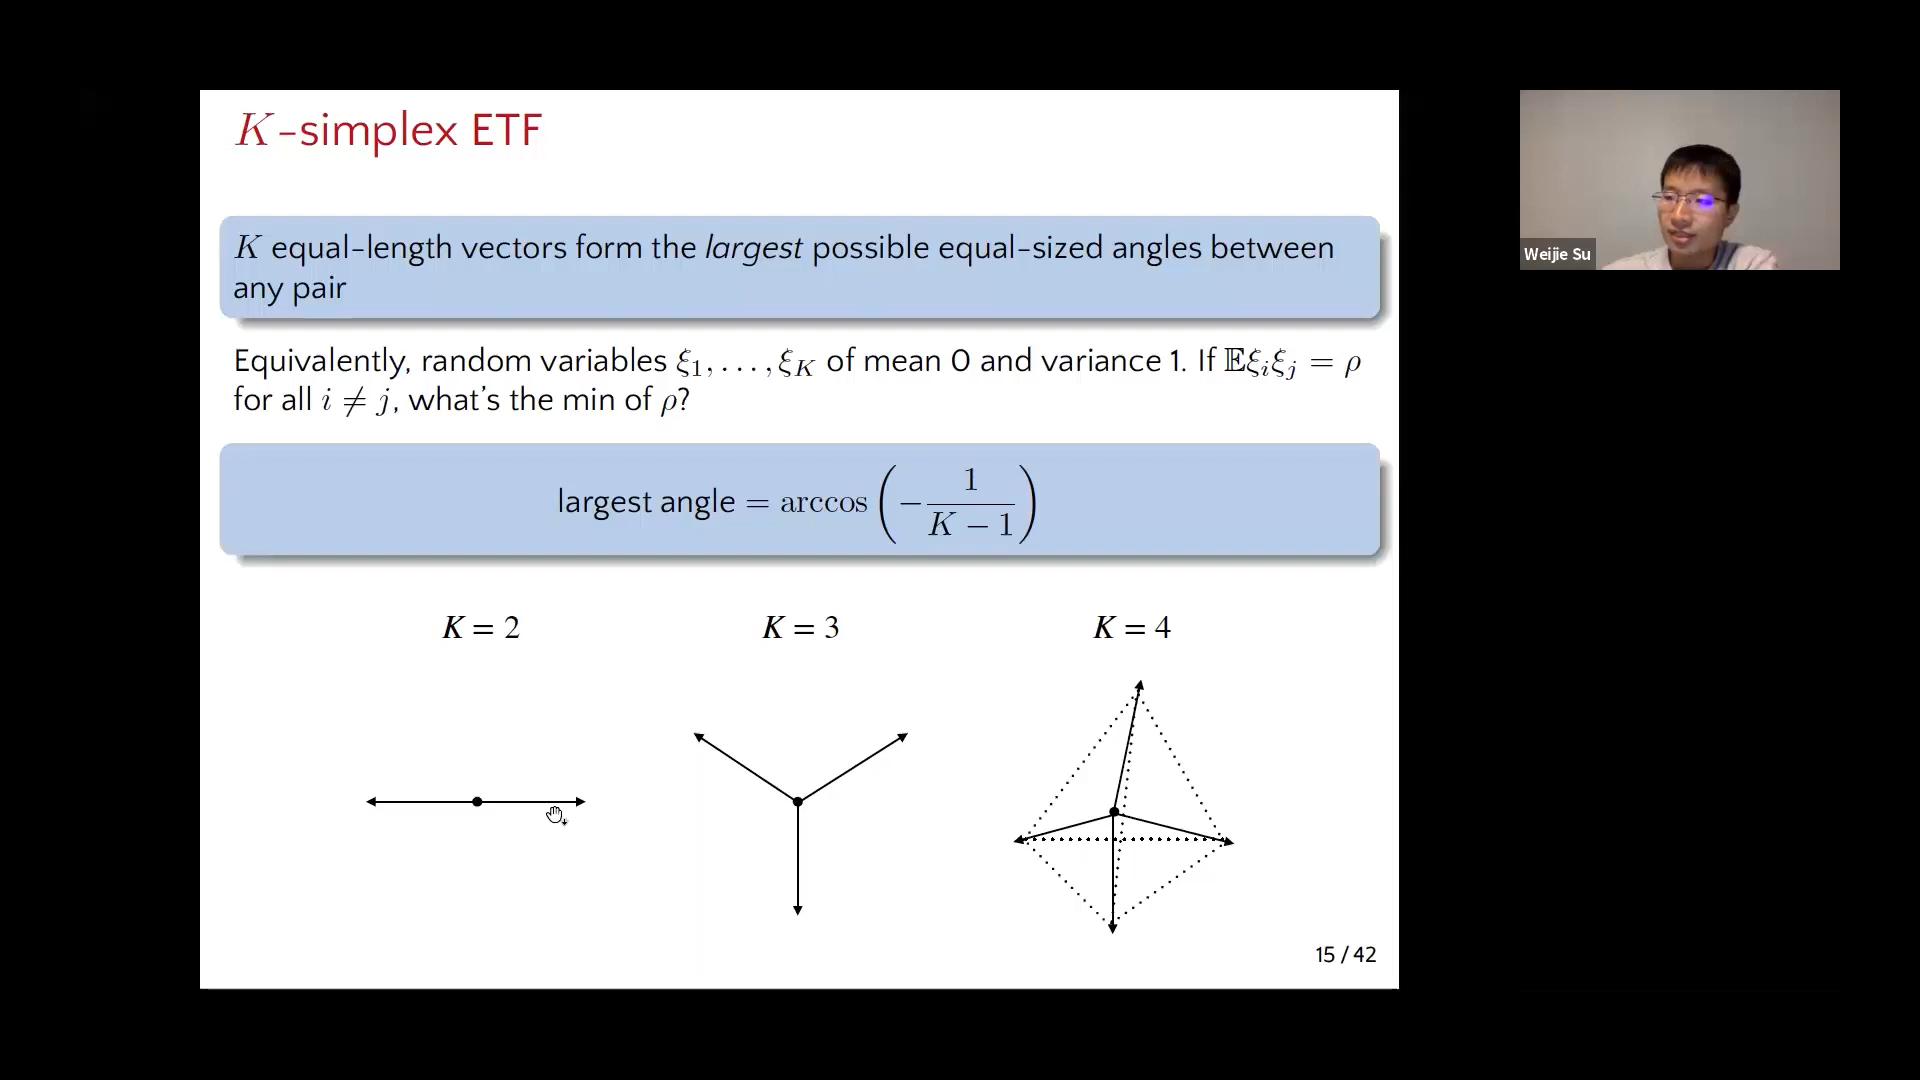 K-simplex ETF
K equal-length vectors form the largest possible equal-sized angles between
any pair
Equivalently, random variables ξ₁, . . . , ξ_K of mean 0 and variance 1. If 𝔼ξᵢξⱼ = ρ
for all i ≠ j, what's the min of ρ?
largest angle = arccos (− 1/(K − 1))
K = 2 K = 3 K = 4
15 / 42
Weijie Su